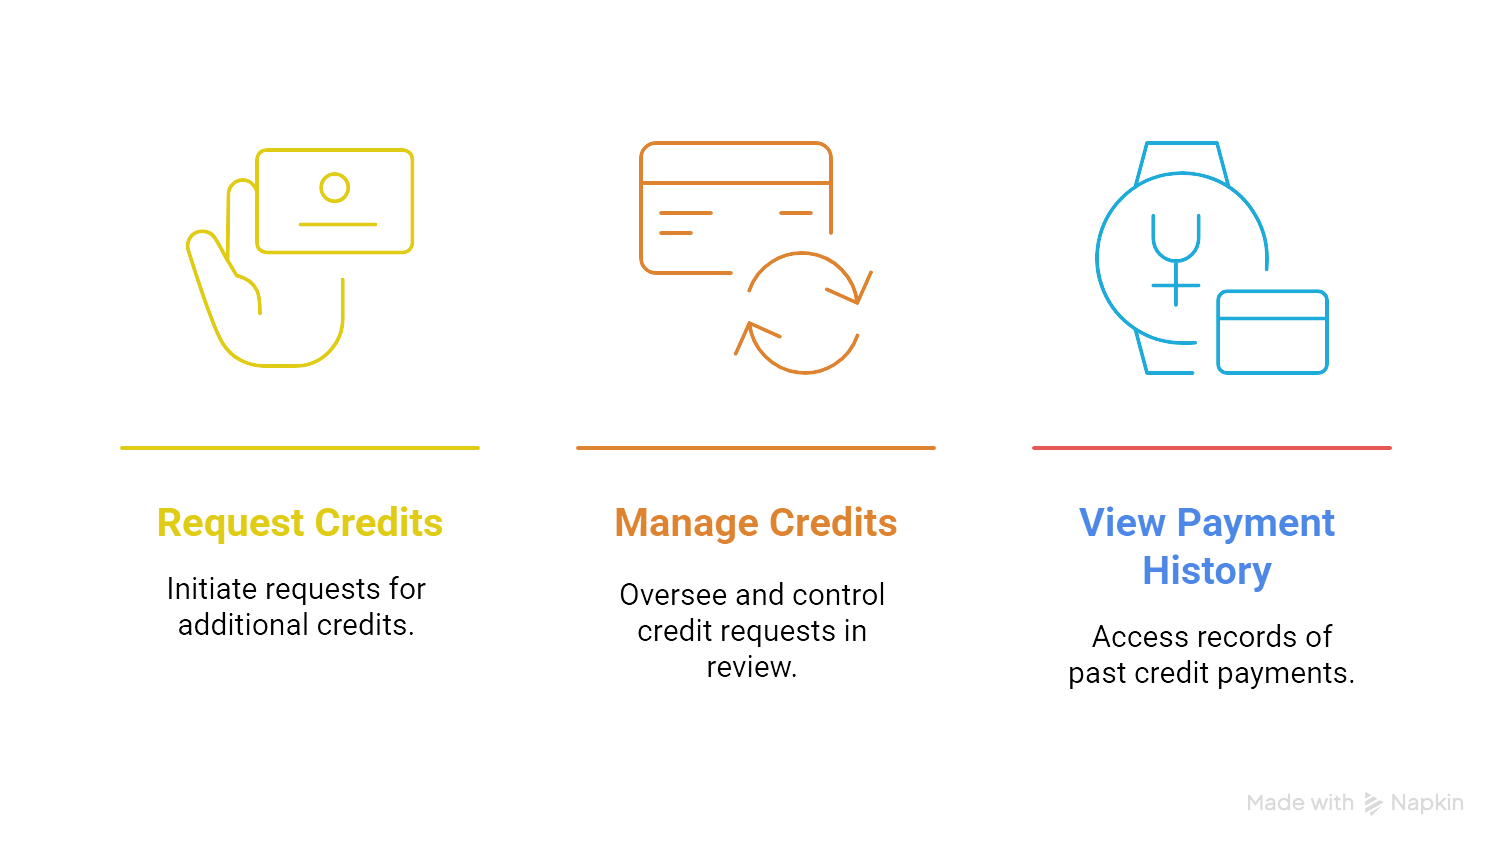 Request Credits
Initiate requests for
additional credits.
Manage Credits
Oversee and control
credit requests in
review.
View Payment
History
Access records of
past credit payments.
Made with Napkin